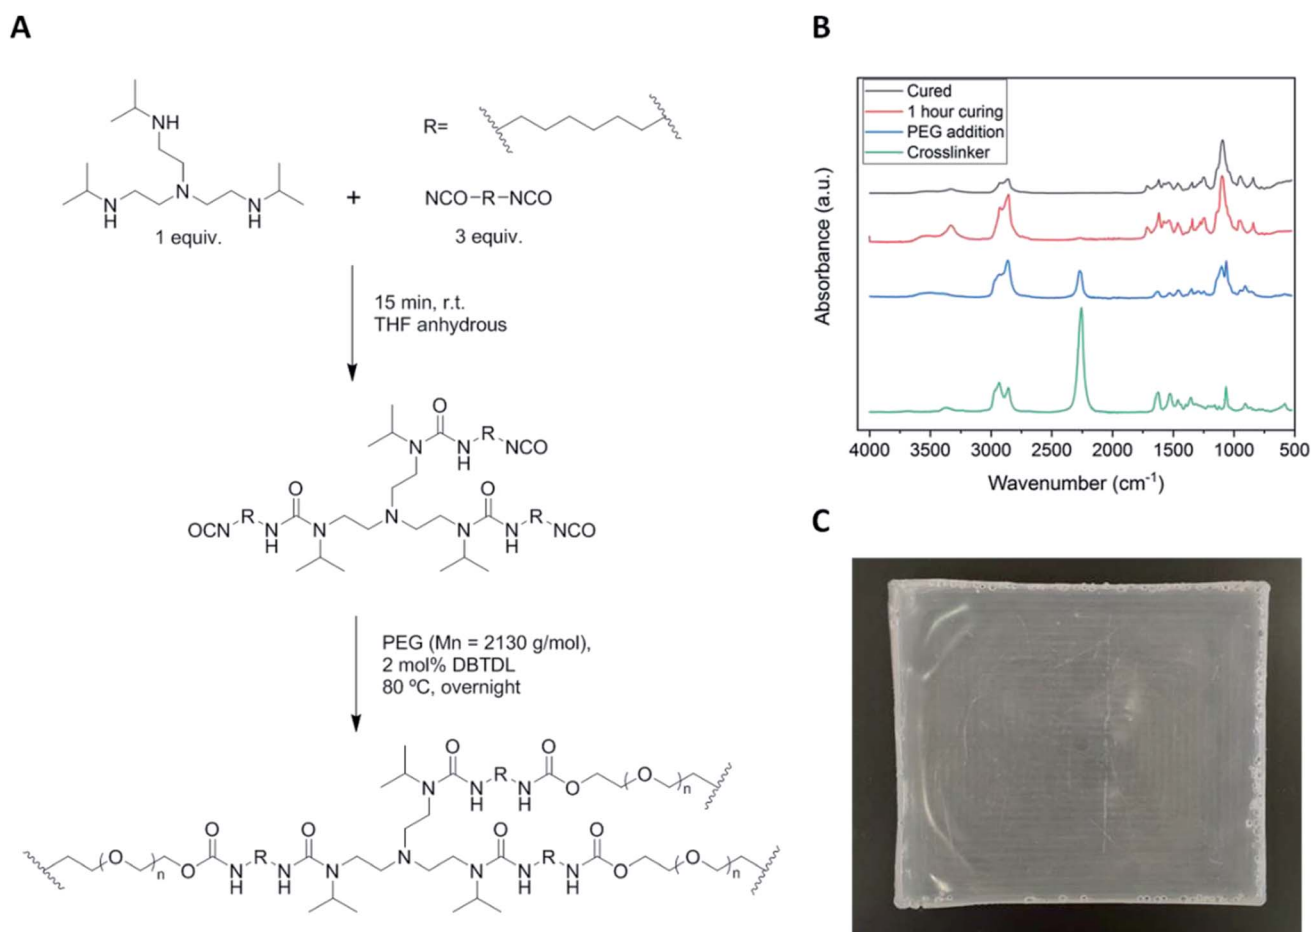 A
NH
N
N
H
N
H
1 equiv.
+
R=
NCO-R-NCO
3 equiv.
15 min, r.t.
THF anhydrous
O
R
N
N
H
NCO
O
O
OCN
R
N
H
N
N
N
N
H
R
NCO
PEG (Mn = 2130 g/mol),
2 mol% DBTDL
80 ºC, overnight
O
O
R
N
N
H
N
H
O
O
n
O
O
O
O
O
n
O
N
H
R
N
H
N
N
N
N
H
R
N
H
O
O
n
B
Cured
1 hour curing
PEG addition
Crosslinker
Absorbance (a.u.)
4000 3500 3000 2500 2000 1500 1000 500
Wavenumber (cm-1)
C